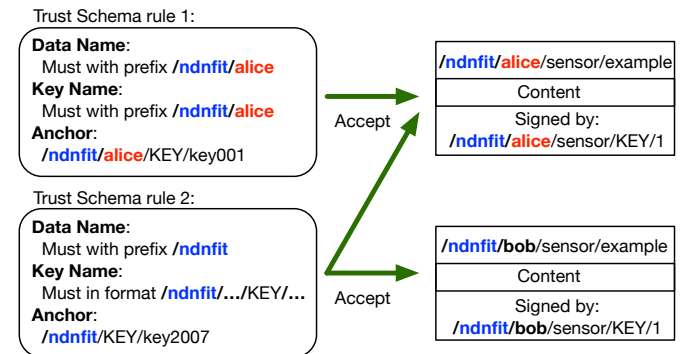 Trust Schema rule 1:
Data Name:
Must with prefix /ndnfit/alice
Key Name:
Must with prefix /ndnfit/alice
Anchor:
/ndnfit/alice/KEY/key001
Accept
/ndnfit/alice/sensor/example
Content
Signed by:
/ndnfit/alice/sensor/KEY/1
Trust Schema rule 2:
Data Name:
Must with prefix /ndnfit
Key Name:
Must in format /ndnfit/.../KEY/...
Anchor:
/ndnfit/KEY/key2007
Accept
/ndnfit/bob/sensor/example
Content
Signed by:
/ndnfit/bob/sensor/KEY/1